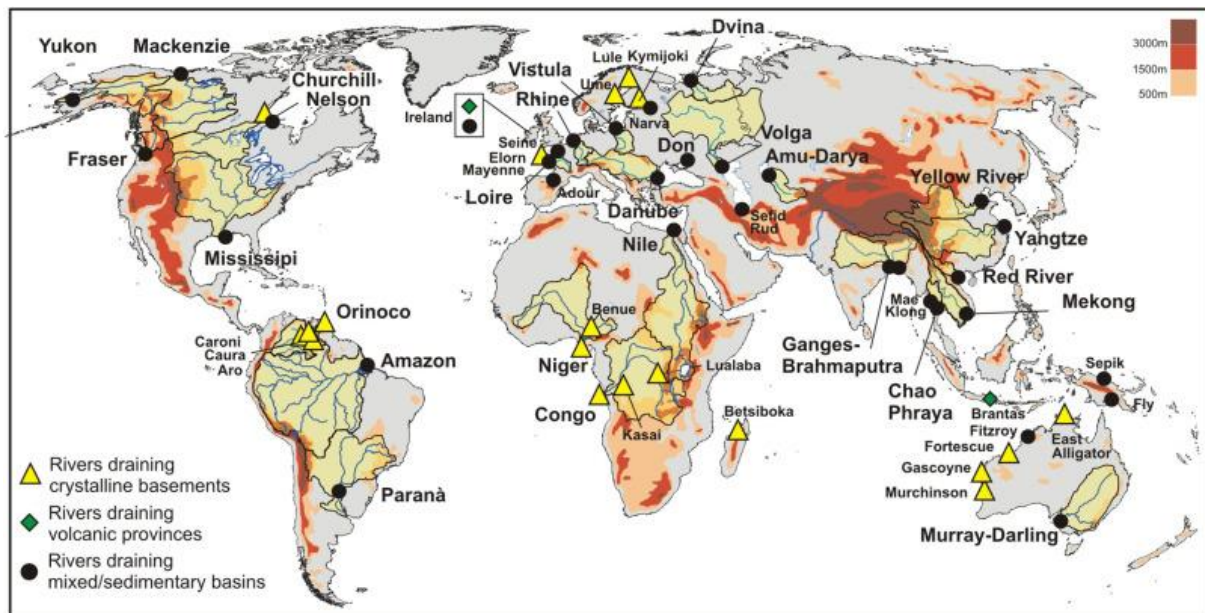 Yukon
Mackenzie
Churchill
Nelson
Fraser
Mississipi
Dvina
Lule Kymijoki
Ume
Vistula
Rhine
Ireland
Narva
Seine
Elorn
Mayenne
Loire
Adour
Don
Volga
Amu-Darya
Danube
Sefid
Rud
Nile
Yellow River
Yangtze
Red River
Mekong
Mae
Klong
Ganges-
Brahmaputra
Chao
Phraya
Orinoco
Caroni
Caura
Aro
Amazon
Paranà
Benue
Niger
Lualaba
Congo
Kasai
Betsiboka
Sepik
Fly
Brantas
Fitzroy
Fortescue
East
Alligator
Gascoyne
Murchinson
Murray-Darling
3000m
1500m
500m
Rivers draining
crystalline basements
Rivers draining
volcanic provinces
Rivers draining
mixed/sedimentary basins